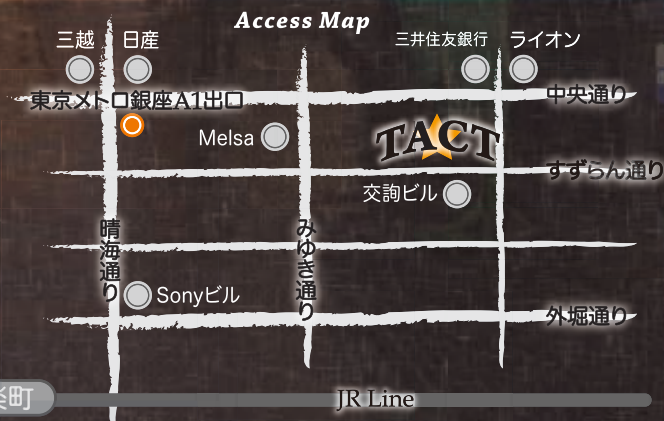 Access Map
三越
日産
三井住友銀行
ライオン
中央通り
東京メトロ銀座A1出口
Melsa
TACT
すずらん通り
交詢ビル
晴海通り
みゆき通り
Sonyビル
外堀通り
町
JR Line